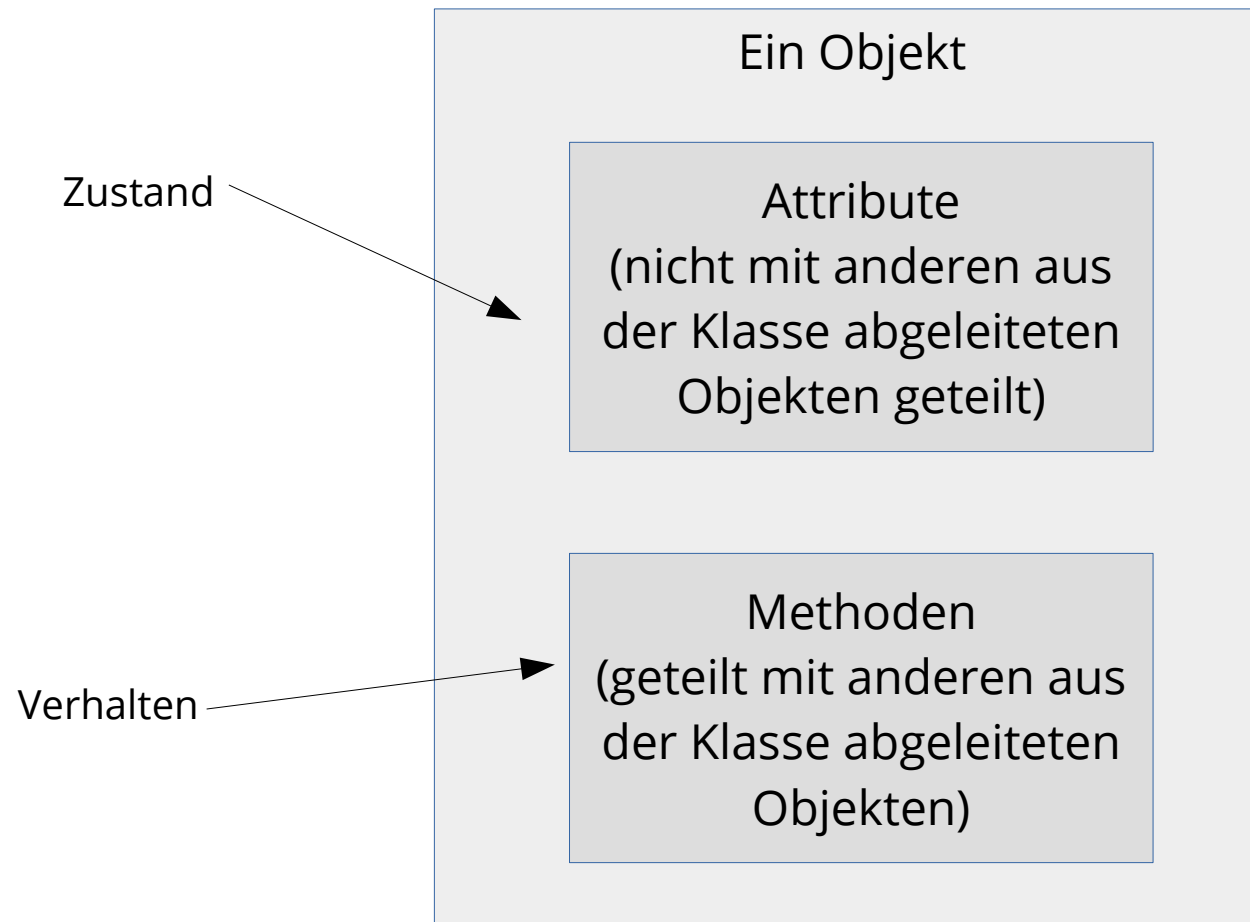 Ein Objekt
Zustand
Attribute
(nicht mit anderen aus
der Klasse abgeleiteten
Objekten geteilt)
Verhalten
Methoden
(geteilt mit anderen aus
der Klasse abgeleiteten
Objekten)